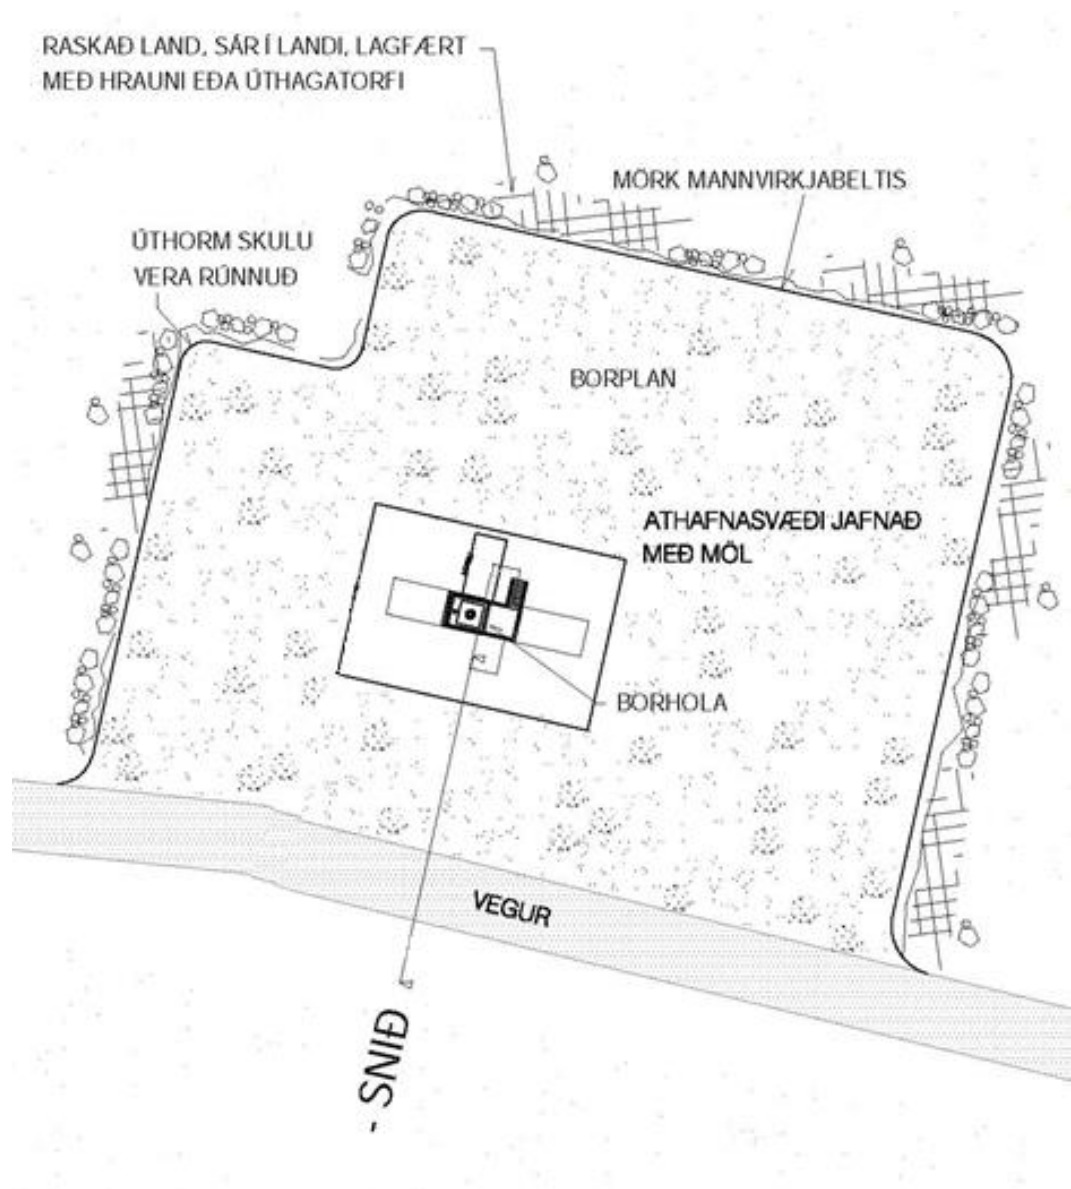 RASKAÐ LAND, SÁR Í LANDI, LAGFÆRT
MEÐ HRAUNI EÐA ÚTHAGATORFI
MÖRK MANNVIRKJABELTIS
ÚTHORM SKULU
VERA RÚNNUÐ
BORPLAN
ATHAFNASVÆÐI JAFNAÐ
MEÐ MÖL
BORHOLA
VEGUR
- SNIÐ -